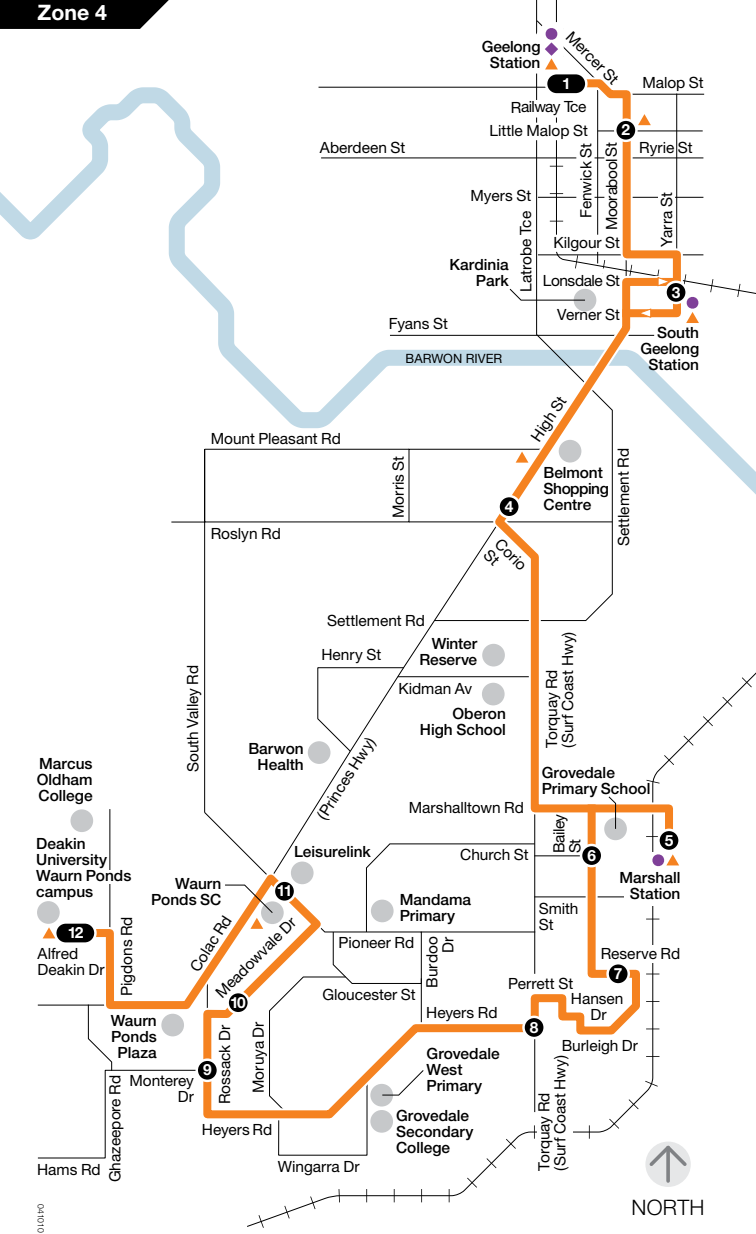 Zone 4
Geelong
Station
Mercer St
1
Malop St
Railway Tce
Little Malop St
2
Aberdeen St
Ryrie St
Fenwick St
Moorabool St
Myers St
Yarra St
Latrobe Tce
Kilgour St
Kardinia
Park
Lonsdale St
3
Verner St
Fyans St
South
Geelong
Station
BARWON RIVER
High St
Mount Pleasant Rd
Morris St
Belmont
Shopping
Centre
Settlement Rd
4
Roslyn Rd
Corio
St
Settlement Rd
Winter
Reserve
Henry St
Kidman Av
Oberon
High School
Torquay Rd
(Surf Coast Hwy)
South Valley Rd
Barwon
Health
(Princes Hwy)
Marcus
Oldham
College
Grovedale
Primary School
Marshalltown Rd
Bailey
St
5
Deakin
University
Waurn Ponds
campus
Leisurelink
Church St
6
Marshall
Station
Waurn
Ponds SC
11
Mandama
Primary
Smith
St
12
Alfred
Deakin Dr
Pigdons Rd
Colac Rd
Meadowvale Dr
Pioneer Rd
Burdoo
Dr
Reserve Rd
7
Perrett St
Gloucester St
Hansen
Dr
10
Heyers Rd
8
Waurn
Ponds
Plaza
Rossack Dr
Moruya Dr
Burleigh Dr
9
Monterey
Dr
Grovedale
West
Primary
Ghazeepore Rd
Heyers Rd
Grovedale
Secondary
College
Torquay Rd
(Surf Coast Hwy)
Hams Rd
Wingarra Dr
NORTH
041010